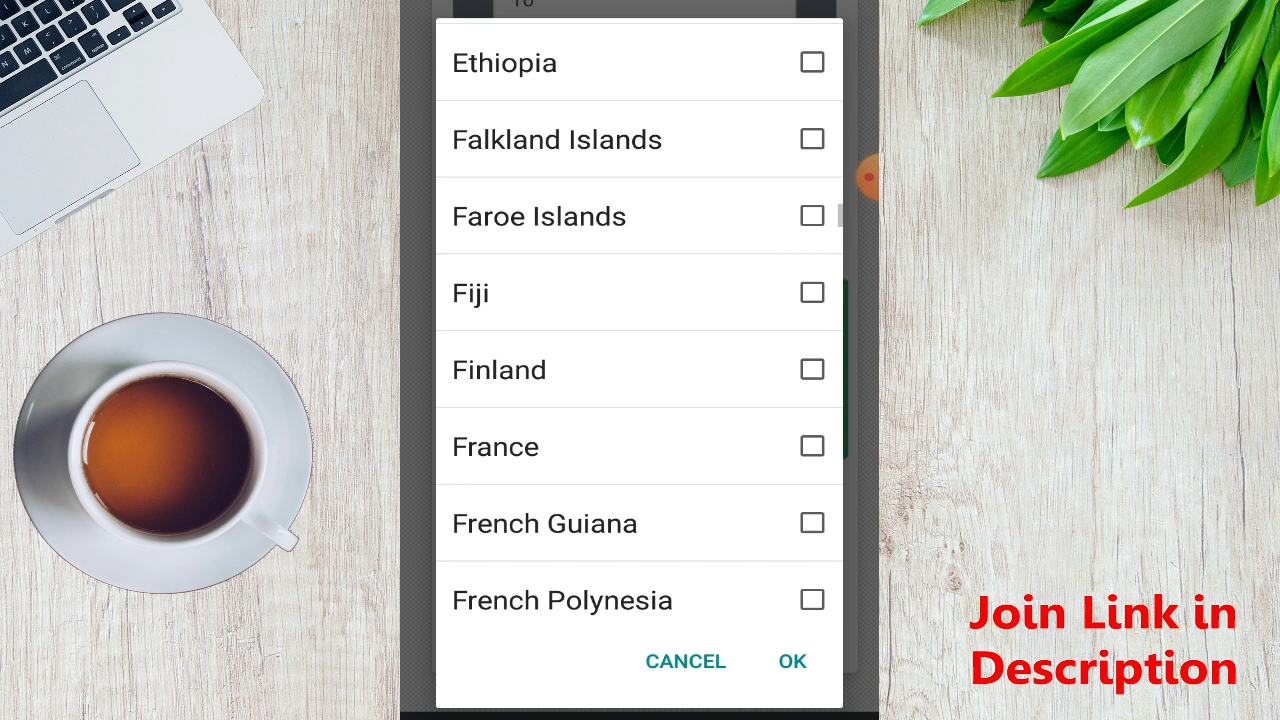 Ethiopia
Falkland Islands
Faroe Islands
Fiji
Finland
France
French Guiana
French Polynesia
CANCEL OK
Join Link in
Description